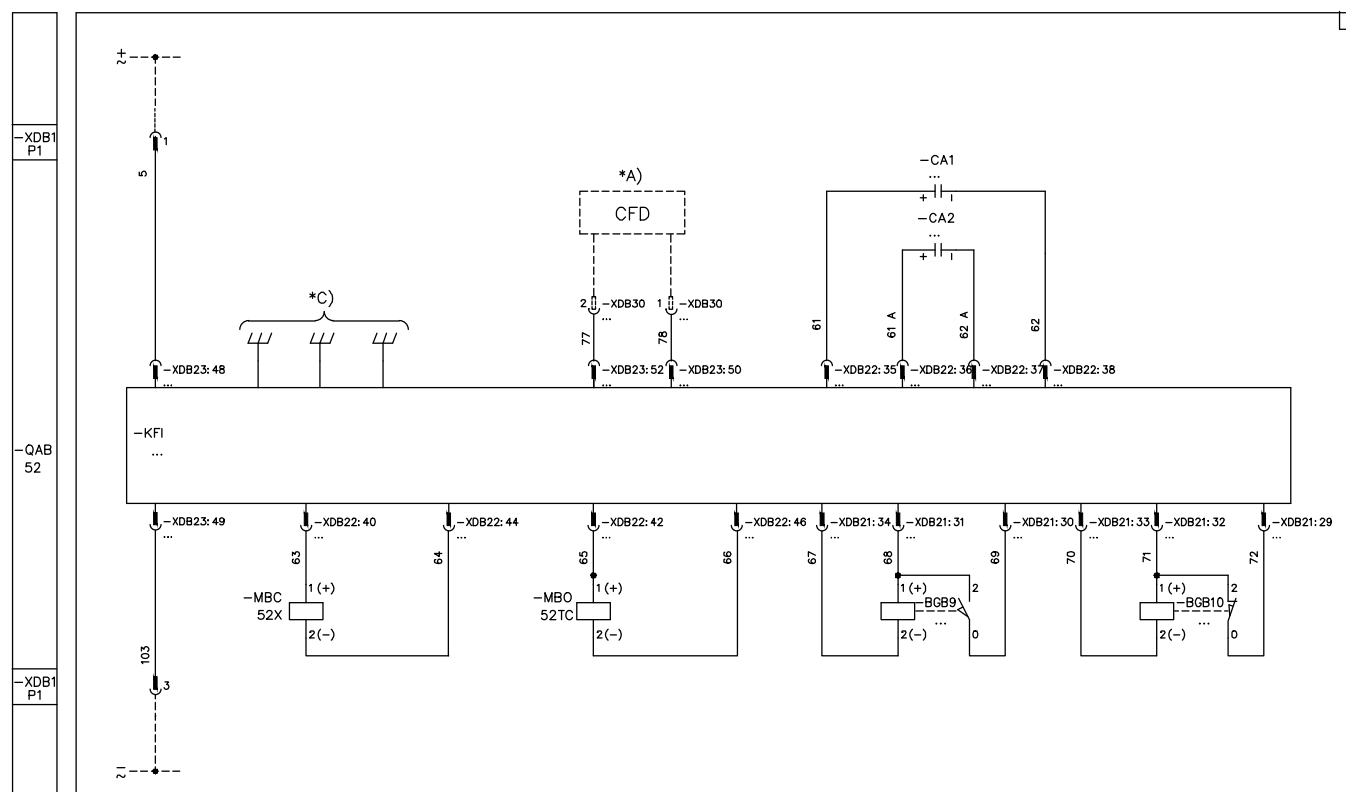 +
~
-XDB1
P1
1
5
-CA1
...
+ -
*A)
CFD
-CA2
...
+ -
*C)
2 -XDB30
...
1 -XDB30
...
77
78
61
61 A
62 A
62
-XDB23:48
...
-XDB23:52
...
-XDB23:50
...
-XDB22:35
...
-XDB22:36
...
-XDB22:37
...
-XDB22:38
...
-KFI
...
-QAB
52
-XDB23:49
...
-XDB22:40
...
-XDB22:44
...
-XDB22:42
...
-XDB22:46
...
-XDB21:34
...
-XDB21:31
...
-XDB21:30
...
-XDB21:33
...
-XDB21:32
...
-XDB21:29
...
63
64
65
66
67
68
69
70
71
72
-MBC
52X
1 (+)
2(-)
-MBO
52TC
1 (+)
2(-)
1 (+)
2
-BGB9
...
2(-)
0
1 (+)
2
-BGB10
...
2(-)
0
103
-XDB1
P1
3
-
~